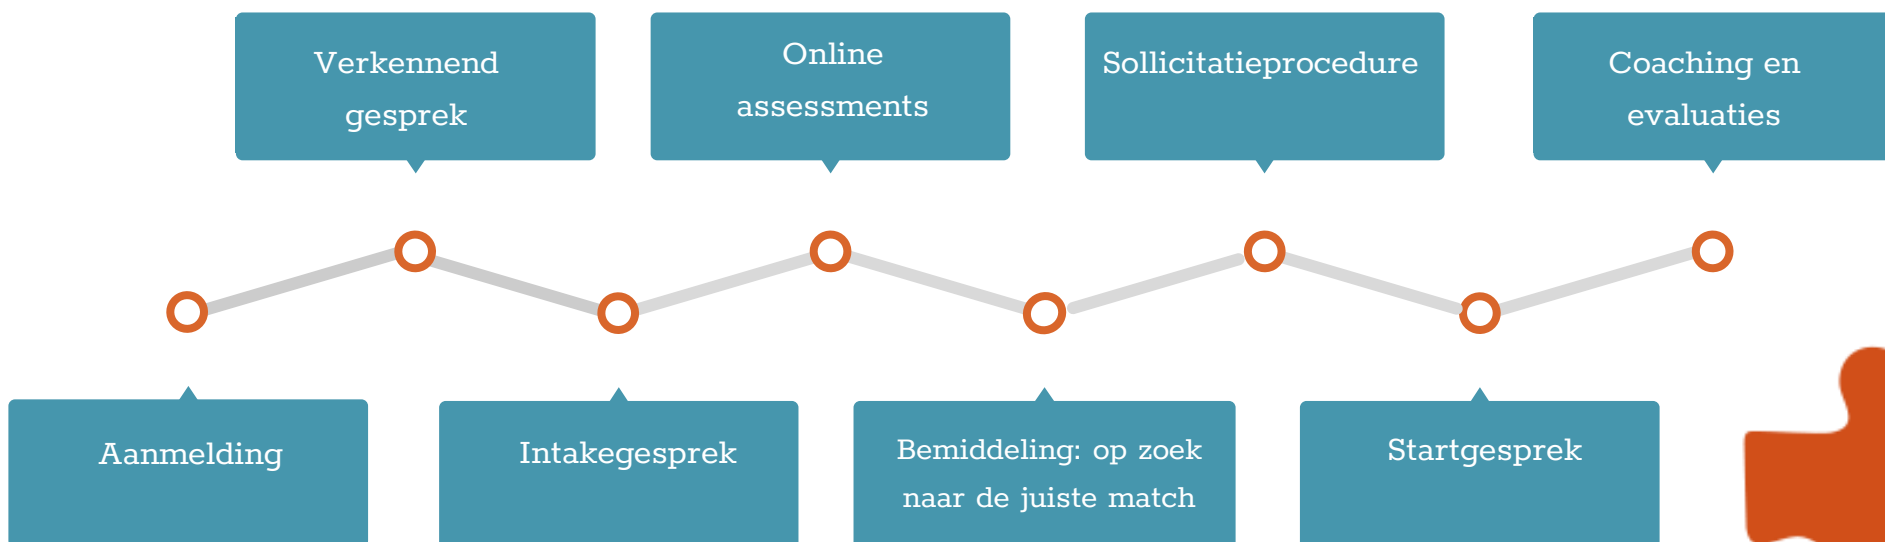 Verkennend
gesprek
Online
assessments
Sollicitatieprocedure
Coaching en
evaluaties
Aanmelding
Intakegesprek
Bemiddeling: op zoek
naar de juiste match
Startgesprek